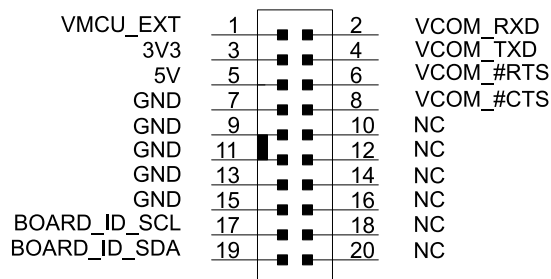 VMCU_EXT 1 2 VCOM_RXD
3V3 3 4 VCOM_TXD
5V 5 6 VCOM_#RTS
GND 7 8 VCOM_#CTS
GND 9 10 NC
GND 11 12 NC
GND 13 14 NC
GND 15 16 NC
BOARD_ID_SCL 17 18 NC
BOARD_ID_SDA 19 20 NC